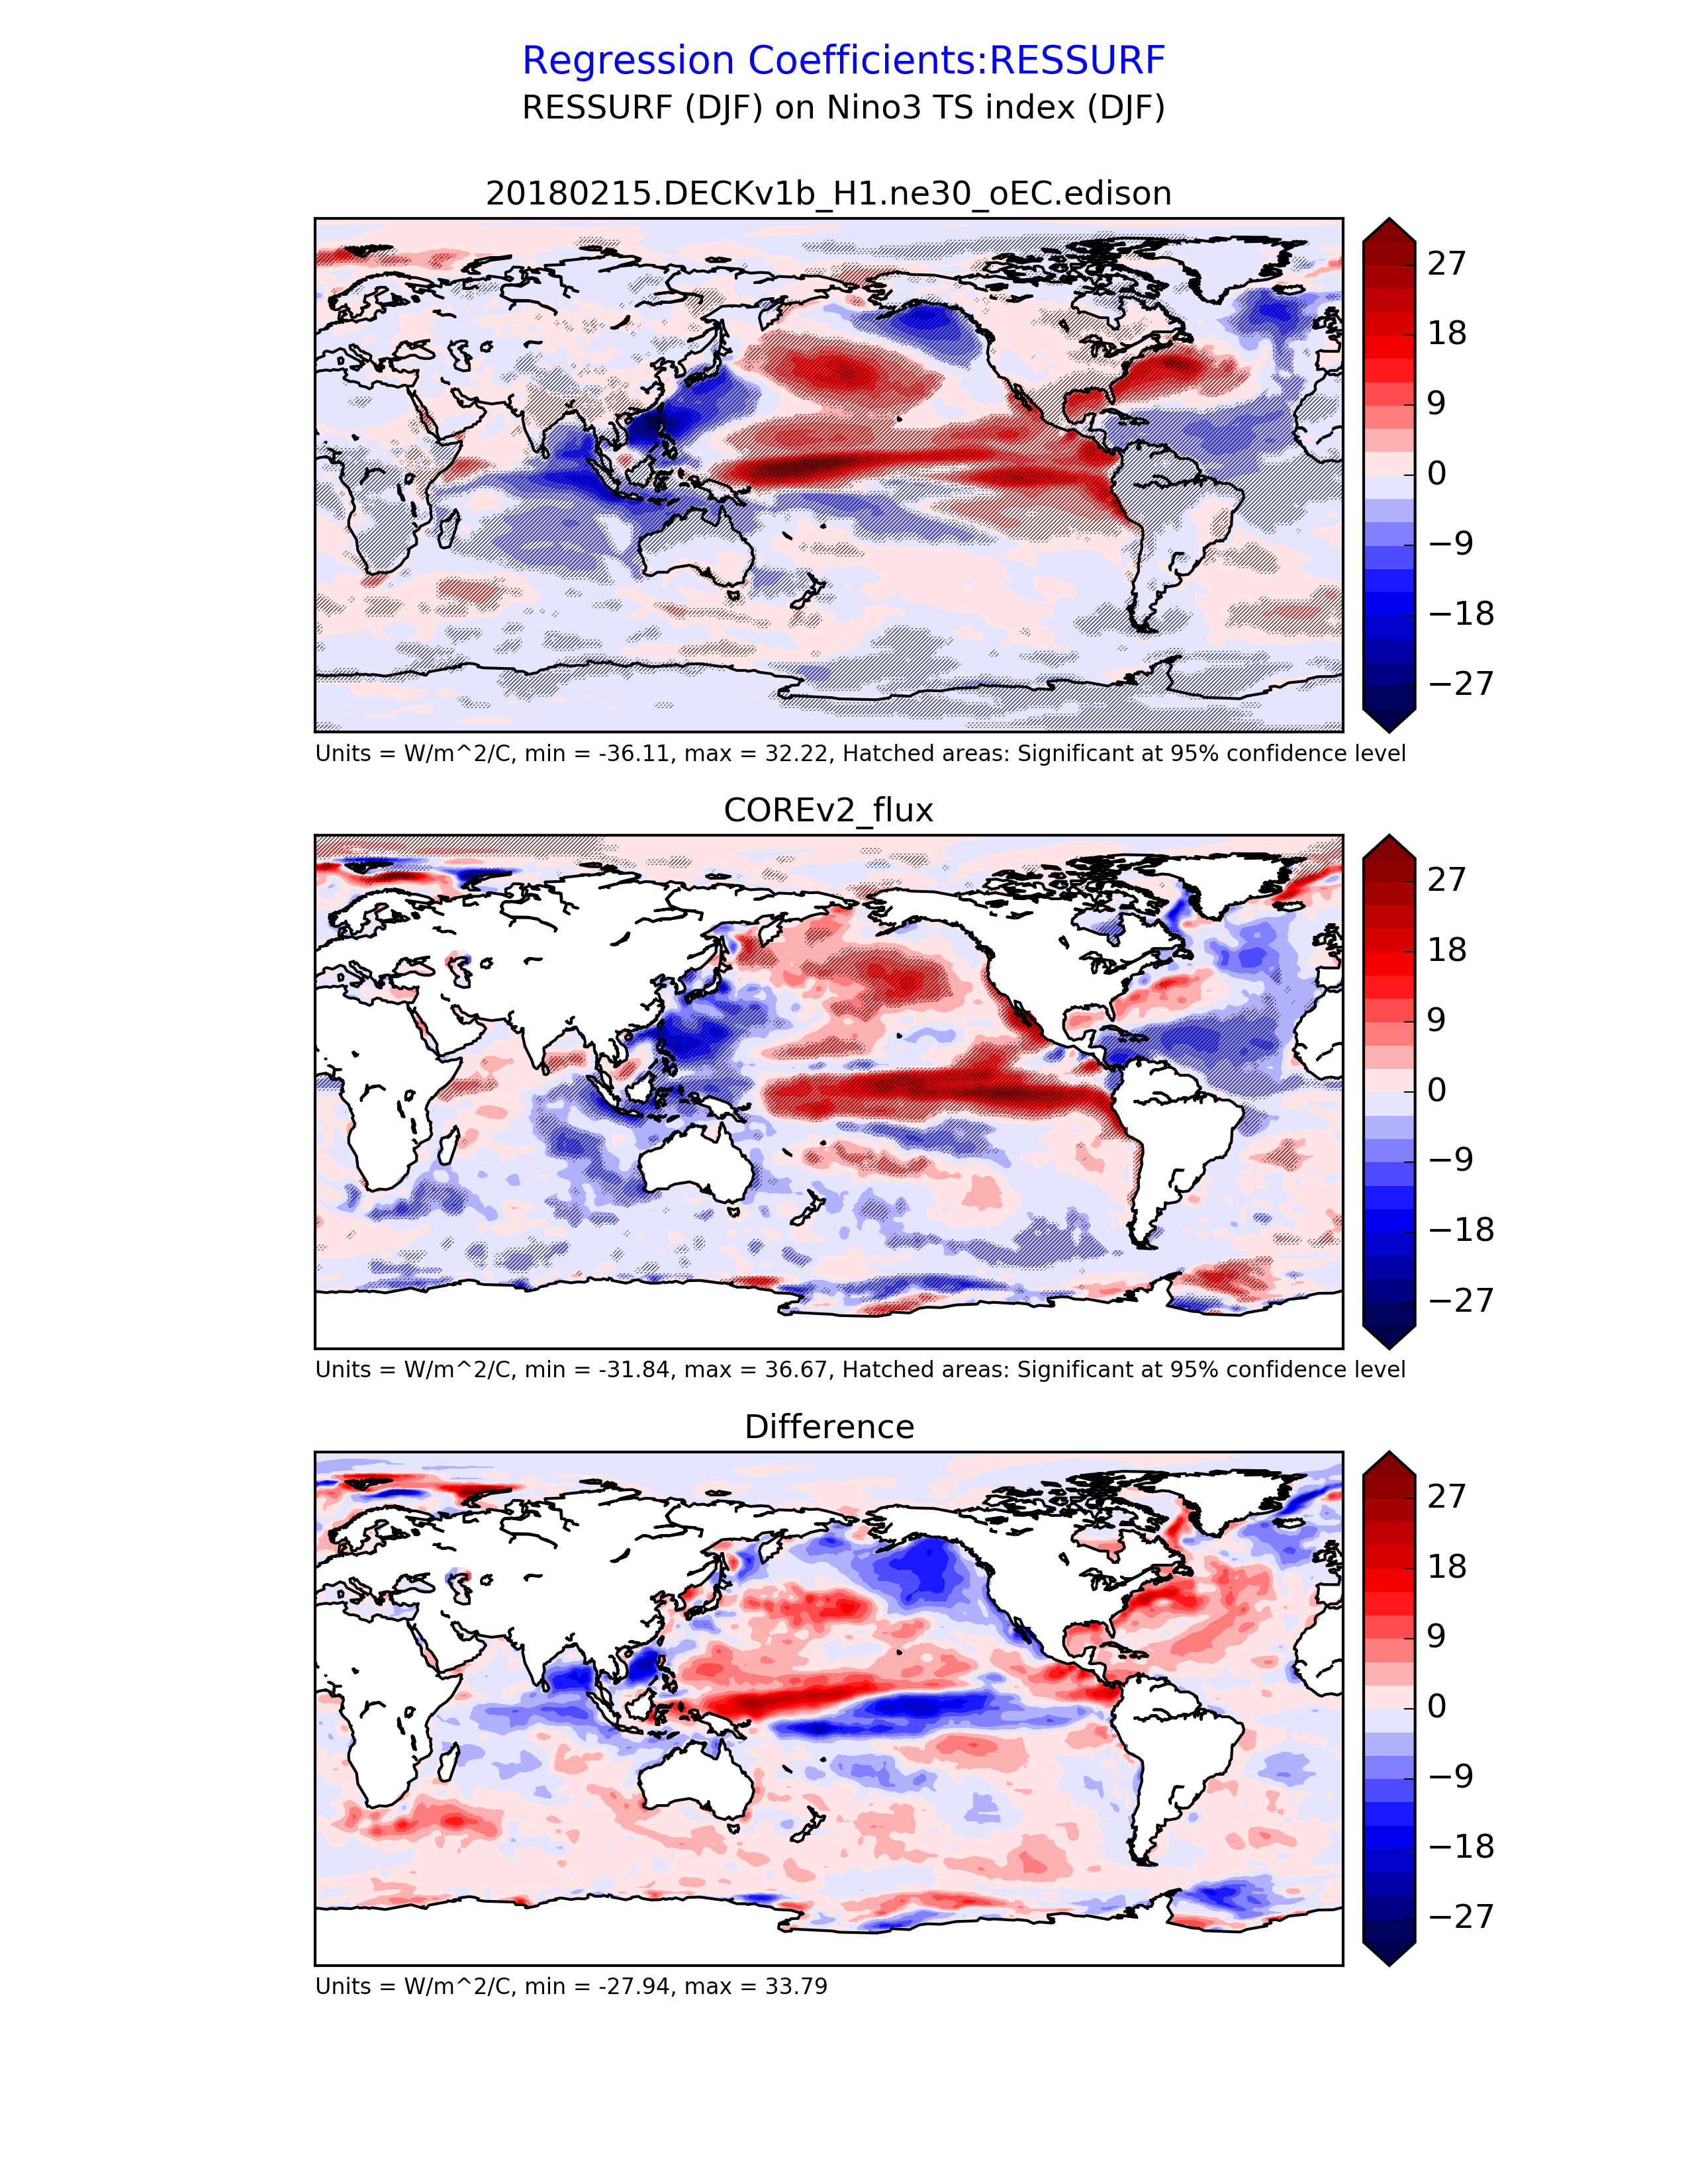 Regression Coefficients:RESSURF
RESSURF (DJF) on Nino3 TS index (DJF)
20180215.DECKv1b_H1.ne30_oEC.edison
27
18
9
0
−9
−18
−27
Units = W/m^2/C, min = -36.11, max = 32.22, Hatched areas: Significant at 95% confidence level
COREv2_flux
27
18
9
0
−9
−18
−27
Units = W/m^2/C, min = -31.84, max = 36.67, Hatched areas: Significant at 95% confidence level
Difference
27
18
9
0
−9
−18
−27
Units = W/m^2/C, min = -27.94, max = 33.79